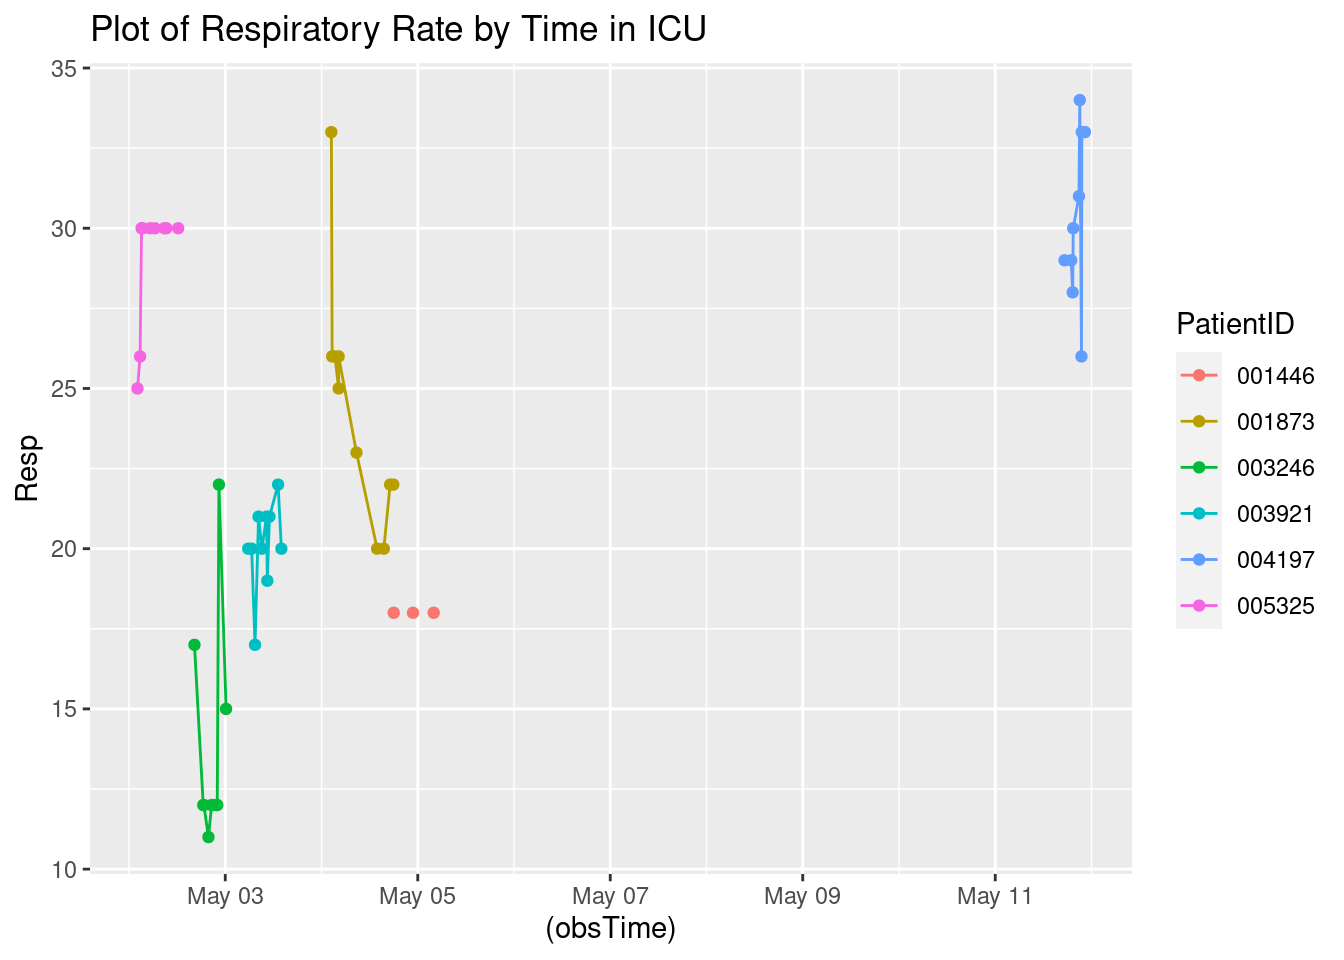 Plot of Respiratory Rate by Time in ICU
35
30
25
20
15
10
Resp
May 03
May 05
May 07
May 09
May 11
(obsTime)
PatientID
001446
001873
003246
003921
004197
005325